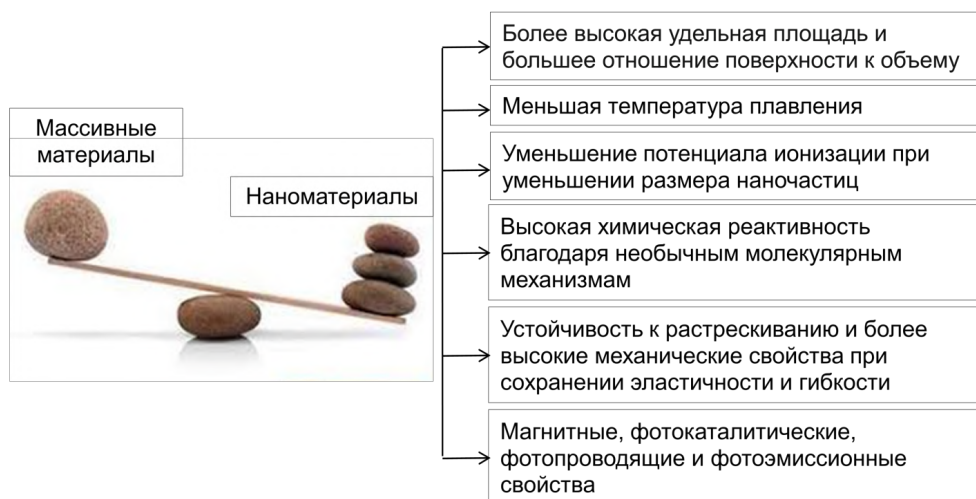 Массивные
материалы
Наноматериалы
Более высокая удельная площадь и
большее отношение поверхности к объему
Меньшая температура плавления
Уменьшение потенциала ионизации при
уменьшении размера наночастиц
Высокая химическая реактивность
благодаря необычным молекулярным
механизмам
Устойчивость к растрескиванию и более
высокие механические свойства при
сохранении эластичности и гибкости
Магнитные, фотокаталитические,
фотопроводящие и фотоэмиссионные
свойства